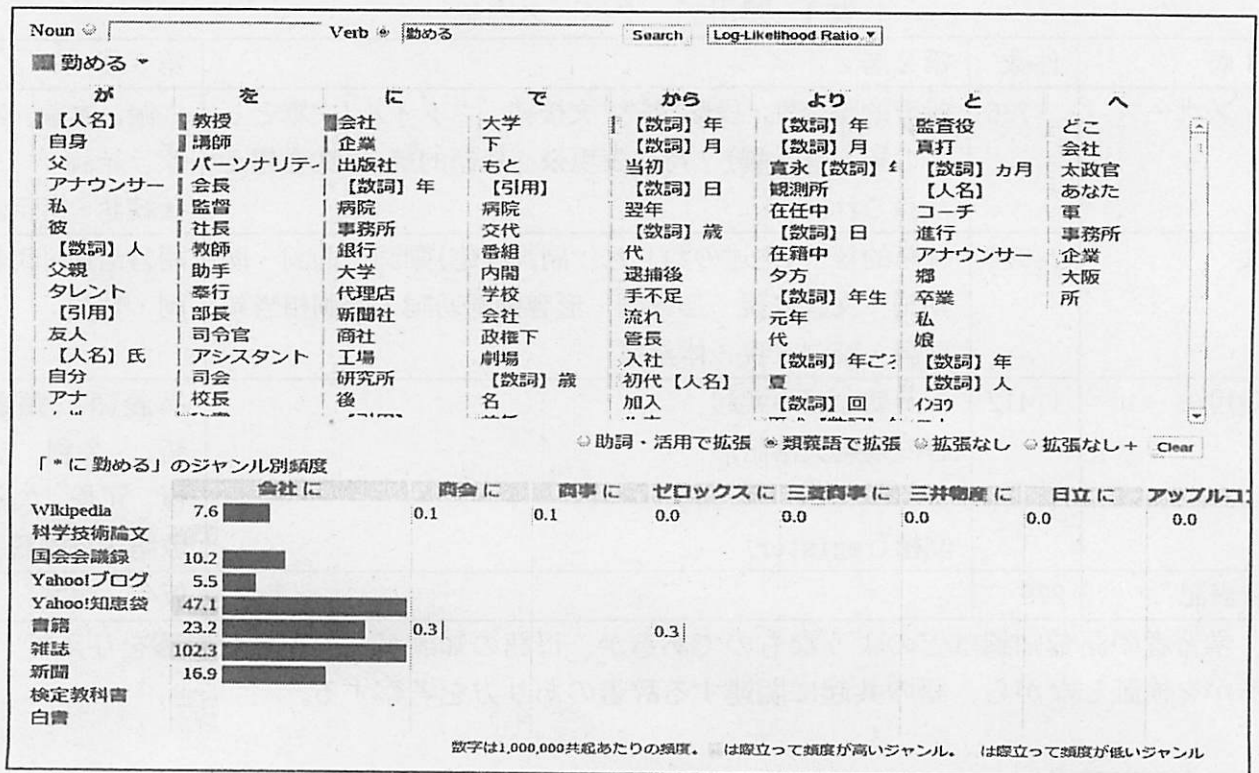 Noun Verb 勤める Search Log-Likelihood Ratio
勤める
が を に で から より と へ
【人名】 教授 会社 大学 【数詞】年 【数詞】年 監査役 どこ
自身 講師 企業 下 【数詞】月 【数詞】月 真打 会社
父 パーソナリティ 出版社 もと 当初 寛永【数詞】 【数詞】ヵ月 太政官
アナウンサー 会長 【数詞】年 【引用】 【数詞】日 観測所 【人名】 あなた
私 監督 病院 病院 翌年 在任中 コーチ 軍
彼 社長 事務所 交代 【数詞】歳 【数詞】日 進行 事務所
【数詞】人 教師 銀行 番組 代 在籍中 アナウンサー 企業
父親 助手 大学 内閣 逮捕後 夕方 郷 大阪
タレント 奉行 代理店 学校 手不足 【数詞】年生 卒業 所
【引用】 部長 新聞社 会社 流れ 元年 私
友人 司令官 商社 政権下 管長 代 娘
【人名】氏 アシスタント 工場 劇場 入社 【数詞】年ごろ 【数詞】年
自分 司会 研究所 【数詞】歳 初代【人名】 夏 【数詞】人
アナ 校長 後 名 加入 【数詞】回
助詞・活用で拡張 類義語で拡張 拡張なし 拡張なし+ Clear
「*に 勤める」のジャンル別頻度
会社に 商会に 商事に ゼロックスに 三菱商事に 三井物産に 日立に アップルコ
Wikipedia 7.6 0.1 0.1 0.0 0.0 0.0 0.0 0.0
科学技術論文
国会会議録 10.2
Yahoo!ブログ 5.5
Yahoo!知恵袋 47.1
書籍 23.2 0.3 0.3
雑誌 102.3
新聞 16.9
検定教科書
白書
数字は1,000,000共起あたりの頻度。 は際立って頻度が高いジャンル。 は際立って頻度が低いジャンル